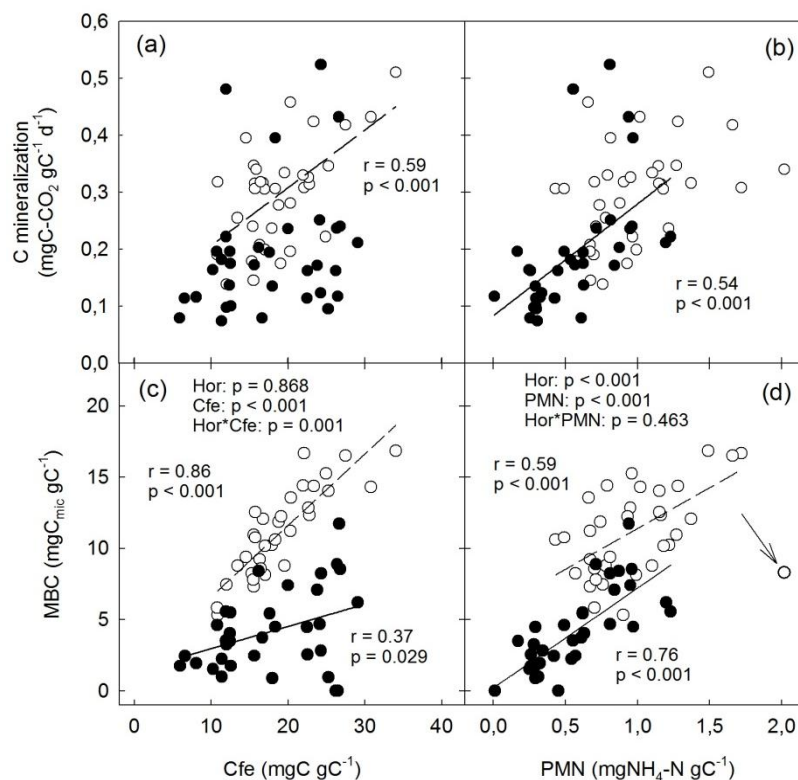 (a)
(b)
C mineralization
(mgC-CO₂ gC⁻¹ d⁻¹)
0,6
0,5
0,4
0,3
0,2
0,1
0,0
r = 0.59
p < 0.001
r = 0.54
p < 0.001
(c)
Hor: p = 0.868
Cfe: p < 0.001
Hor*Cfe: p = 0.001
(d)
Hor: p < 0.001
PMN: p < 0.001
Hor*PMN: p = 0.463
MBC (mgC_mic gC⁻¹)
20
15
10
5
0
r = 0.86
p < 0.001
r = 0.37
p = 0.029
r = 0.59
p < 0.001
r = 0.76
p < 0.001
0 10 20 30 40
0,0 0,5 1,0 1,5 2,0
Cfe (mgC gC⁻¹)
PMN (mgNH₄-N gC⁻¹)